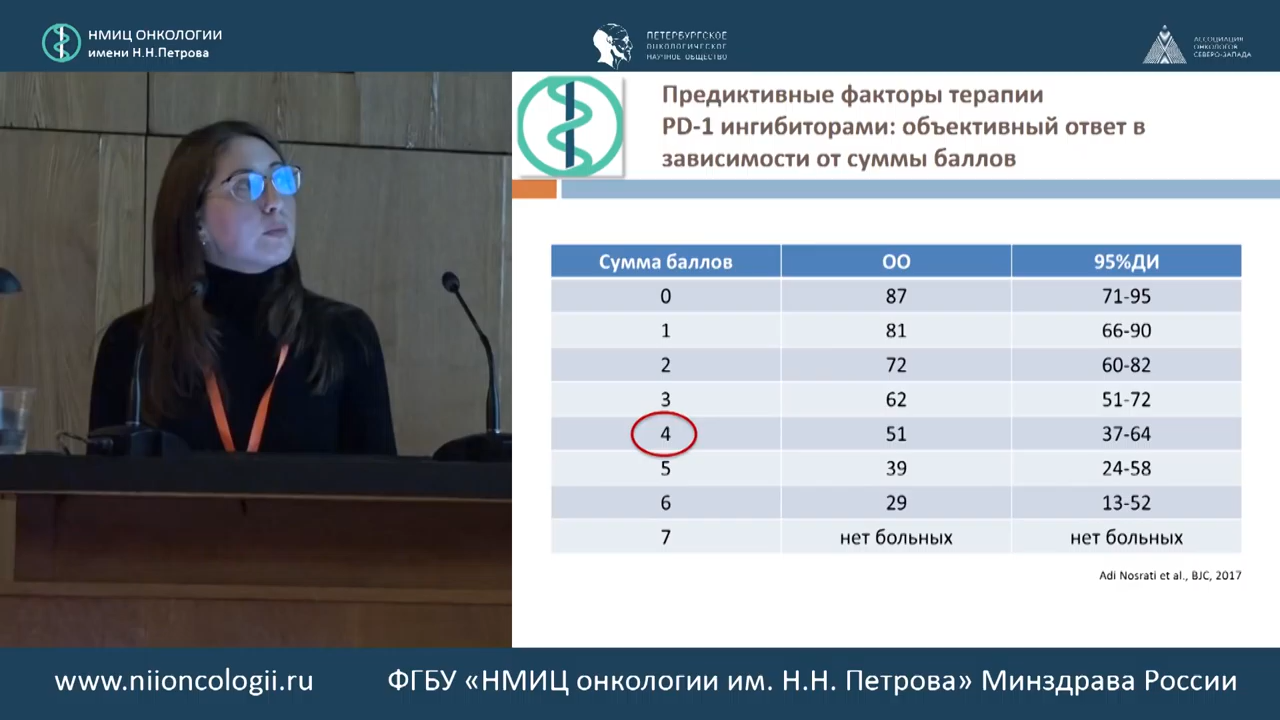 НМИЦ ОНКОЛОГИИ
имени Н.Н.Петрова
ПЕТЕРБУРГСКОЕ
ОНКОЛОГИЧЕСКОЕ
НАУЧНОЕ ОБЩЕСТВО
АССОЦИАЦИЯ
ОНКОЛОГОВ
СЕВЕРО-ЗАПАДА
Предиктивные факторы терапии
PD-1 ингибиторами: объективный ответ в
зависимости от суммы баллов
Сумма баллов ОО 95%ДИ
0 87 71-95
1 81 66-90
2 72 60-82
3 62 51-72
4 51 37-64
5 39 24-58
6 29 13-52
7 нет больных нет больных
Adi Nosrati et al., BJC, 2017
www.niioncologii.ru ФГБУ «НМИЦ онкологии им. Н.Н. Петрова» Минздрава России